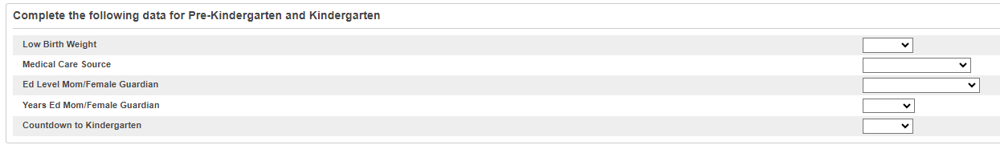 Complete the following data for Pre-Kindergarten and Kindergarten
Low Birth Weight
Medical Care Source
Ed Level Mom/Female Guardian
Years Ed Mom/Female Guardian
Countdown to Kindergarten